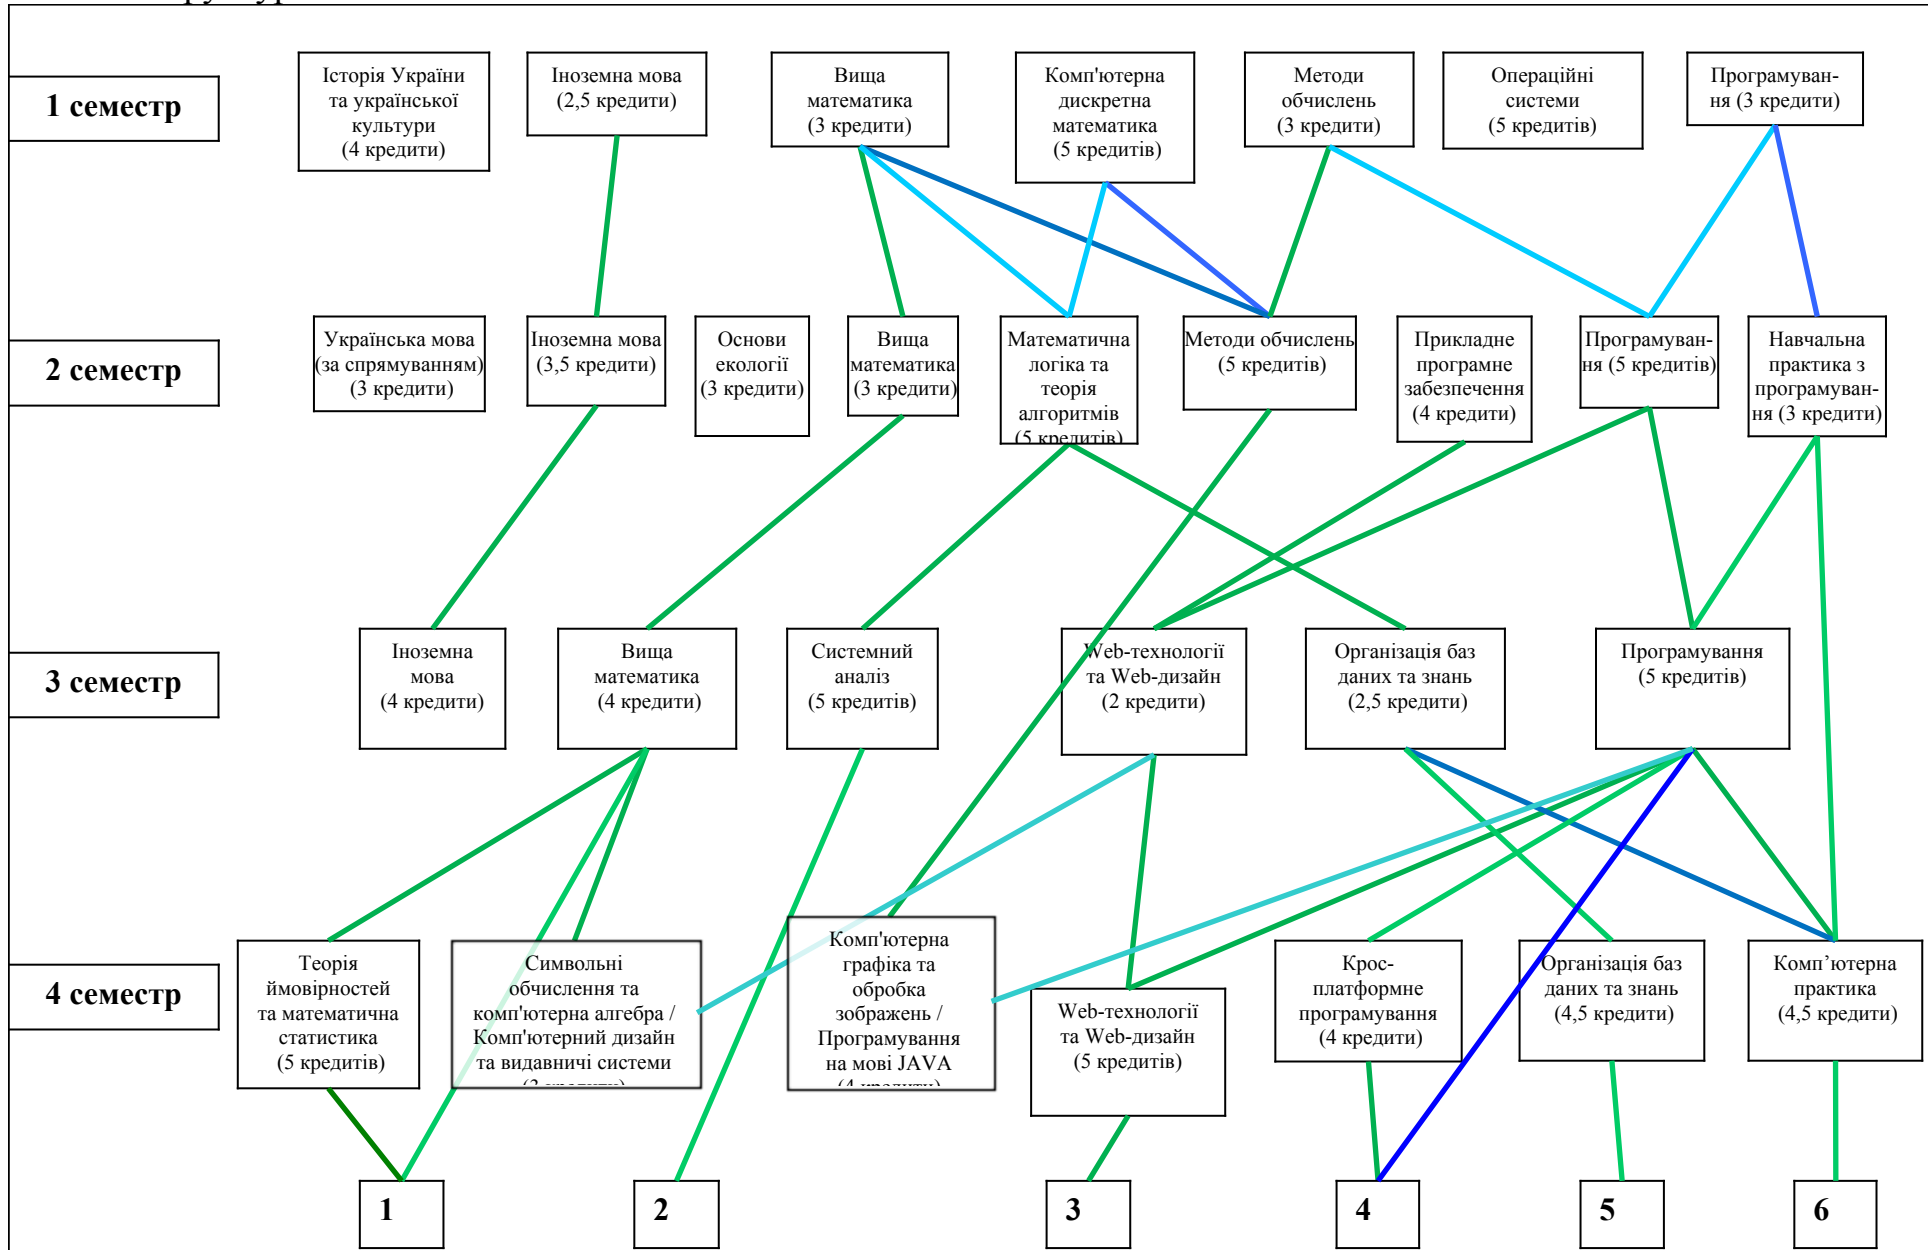 1 семестр
Історія України
та української
культури
(4 кредити)
Іноземна мова
(2,5 кредити)
Вища
математика
(3 кредити)
Комп'ютерна
дискретна
математика
(5 кредитів)
Методи
обчислень
(3 кредити)
Операційні
системи
(5 кредитів)
Програмуван-
ня (3 кредити)
2 семестр
Українська мова
(за спрямуванням)
(3 кредити)
Іноземна мова
(3,5 кредити)
Основи
екології
(3 кредити)
Вища
математика
(3 кредити)
Математична
логіка та
теорія
алгоритмів
(5 кредитів)
Методи обчислень
(5 кредитів)
Прикладне
програмне
забезпечення
(4 кредити)
Програмуван-
ня (5 кредитів)
Навчальна
практика з
програмуван-
ня (3 кредити)
3 семестр
Іноземна
мова
(4 кредити)
Вища
математика
(4 кредити)
Системний
аналіз
(5 кредитів)
Web-технології
та Web-дизайн
(2 кредити)
Організація баз
даних та знань
(2,5 кредити)
Програмування
(5 кредитів)
4 семестр
Теорія
ймовірностей
та математична
статистика
(5 кредитів)
Символьні
обчислення та
комп'ютерна алгебра /
Комп'ютерний дизайн
та видавничі системи
(3 кредити)
Комп'ютерна
графіка та
обробка
зображень /
Програмування
на мові JAVA
(4 кредити)
Web-технології
та Web-дизайн
(5 кредитів)
Крос-
платформне
програмування
(4 кредити)
Організація баз
даних та знань
(4,5 кредити)
Комп’ютерна
практика
(4,5 кредити)
1
2
3
4
5
6